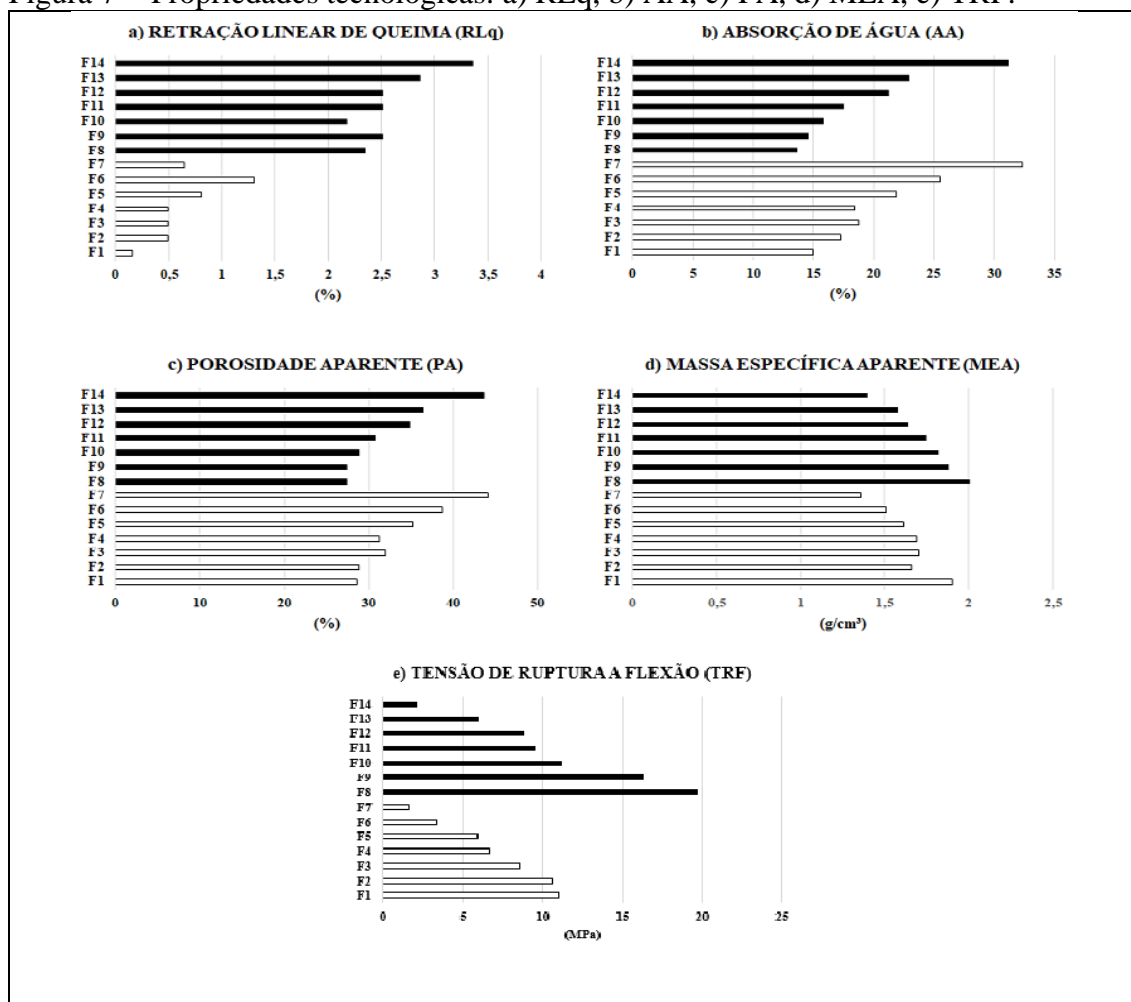 Figura 7 – Propriedades tecnológicas: a) RLq; b) AA; c) PA; d) MEA; e) TRF.
a) RETRAÇÃO LINEAR DE QUEIMA (RLq)
F14
F13
F12
F11
F10
F9
F8
F7
F6
F5
F4
F3
F2
F1
0 0,5 1 1,5 2 2,5 3 3,5 4
(%)
b) ABSORÇÃO DE ÁGUA (AA)
F14
F13
F12
F11
F10
F9
F8
F7
F6
F5
F4
F3
F2
F1
0 5 10 15 20 25 30 35
(%)
c) POROSIDADE APARENTE (PA)
F14
F13
F12
F11
F10
F9
F8
F7
F6
F5
F4
F3
F2
F1
0 10 20 30 40 50
(%)
d) MASSA ESPECÍFICA APARENTE (MEA)
F14
F13
F12
F11
F10
F9
F8
F7
F6
F5
F4
F3
F2
F1
0 0,5 1 1,5 2 2,5
(g/cm³)
e) TENSÃO DE RUPTURA A FLEXÃO (TRF)
F14
F13
F12
F11
F10
F9
F8
F7
F6
F5
F4
F3
F2
F1
0 5 10 15 20 25
(MPa)